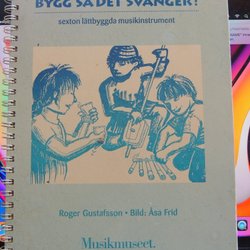 BYGG SÅ DET SVÄNGER!
sexton lättbyggda musikinstrument
Roger Gustafsson • Bild: Åsa Frid
Musikmuseet.